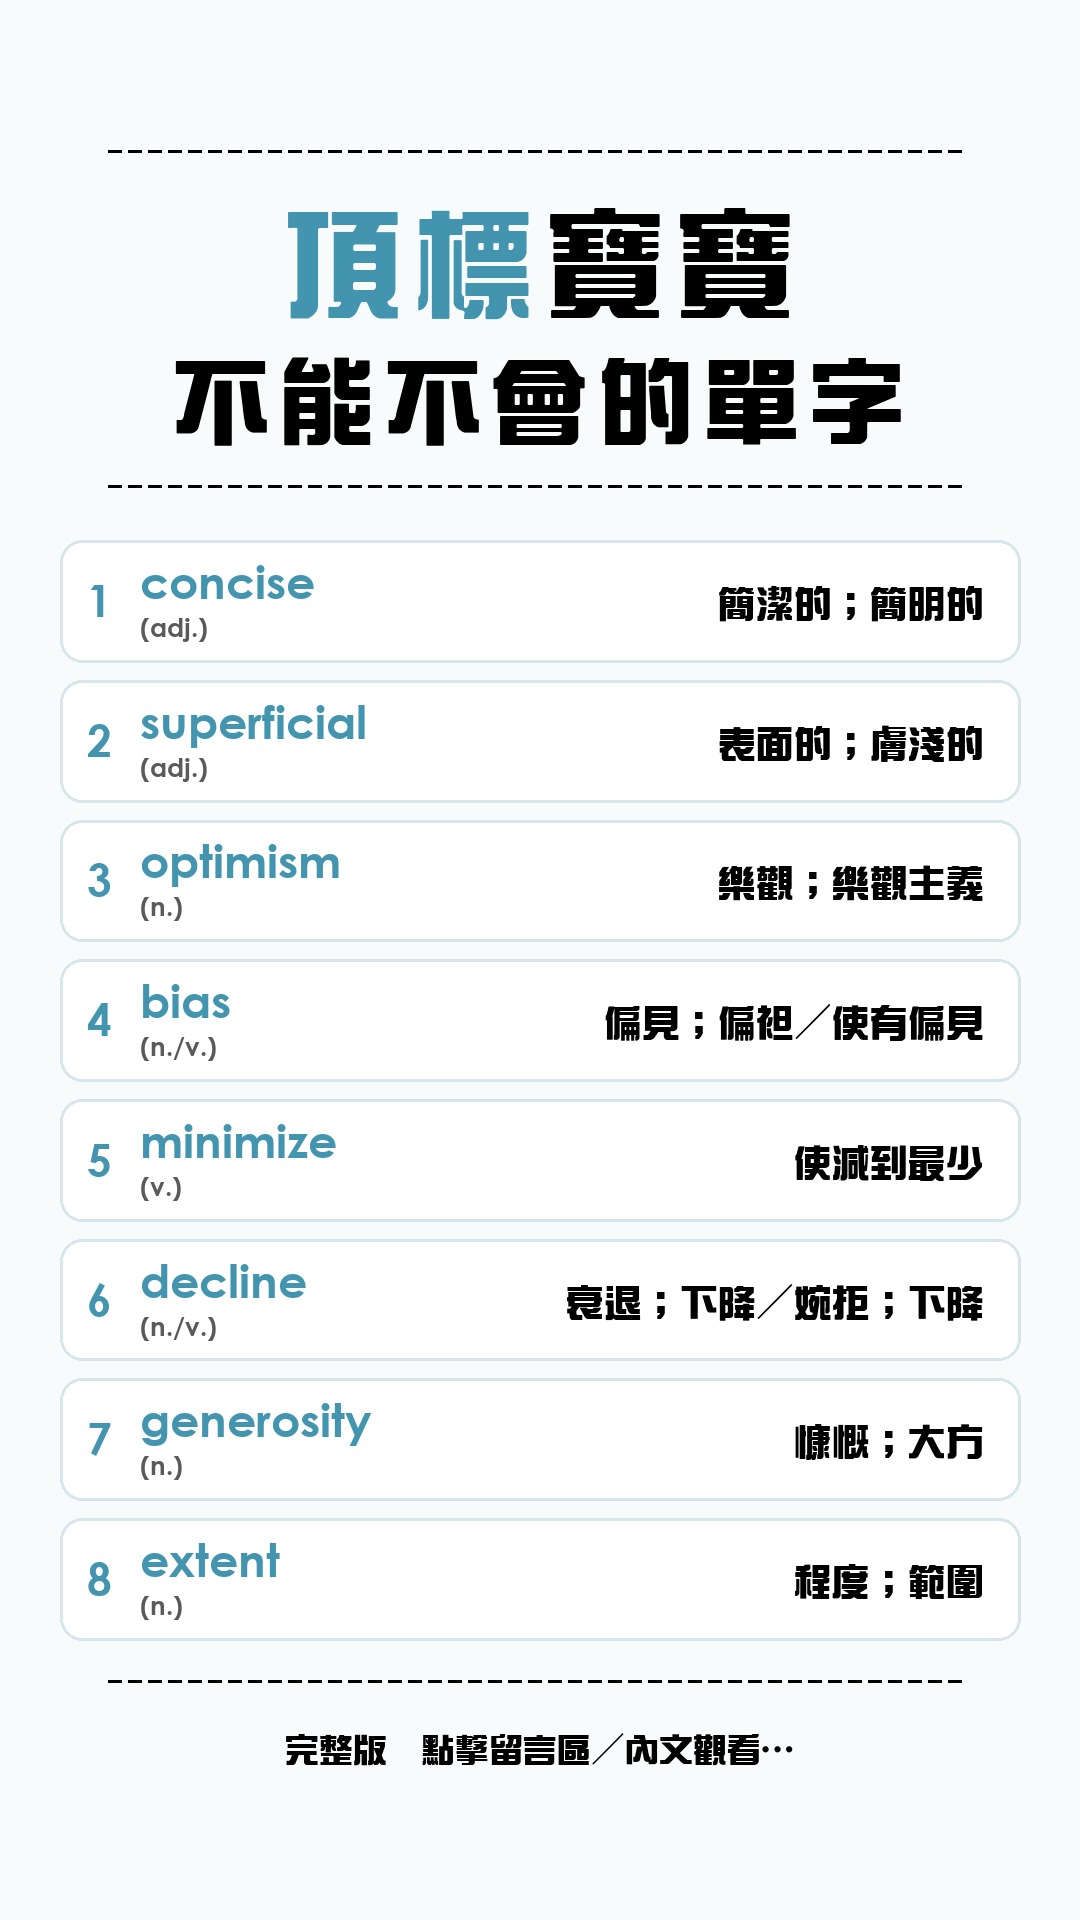 頂標寶寶
不能不會的單字
1 concise 簡潔的；簡明的
(adj.)
2 superficial 表面的；膚淺的
(adj.)
3 optimism 樂觀；樂觀主義
(n.)
4 bias 偏見；偏袒／使有偏見
(n./v.)
5 minimize 使減到最少
(v.)
6 decline 衰退；下降／婉拒；下降
(n./v.)
7 generosity 慷慨；大方
(n.)
8 extent 程度；範圍
(n.)
完整版　點擊留言區／內文觀看…